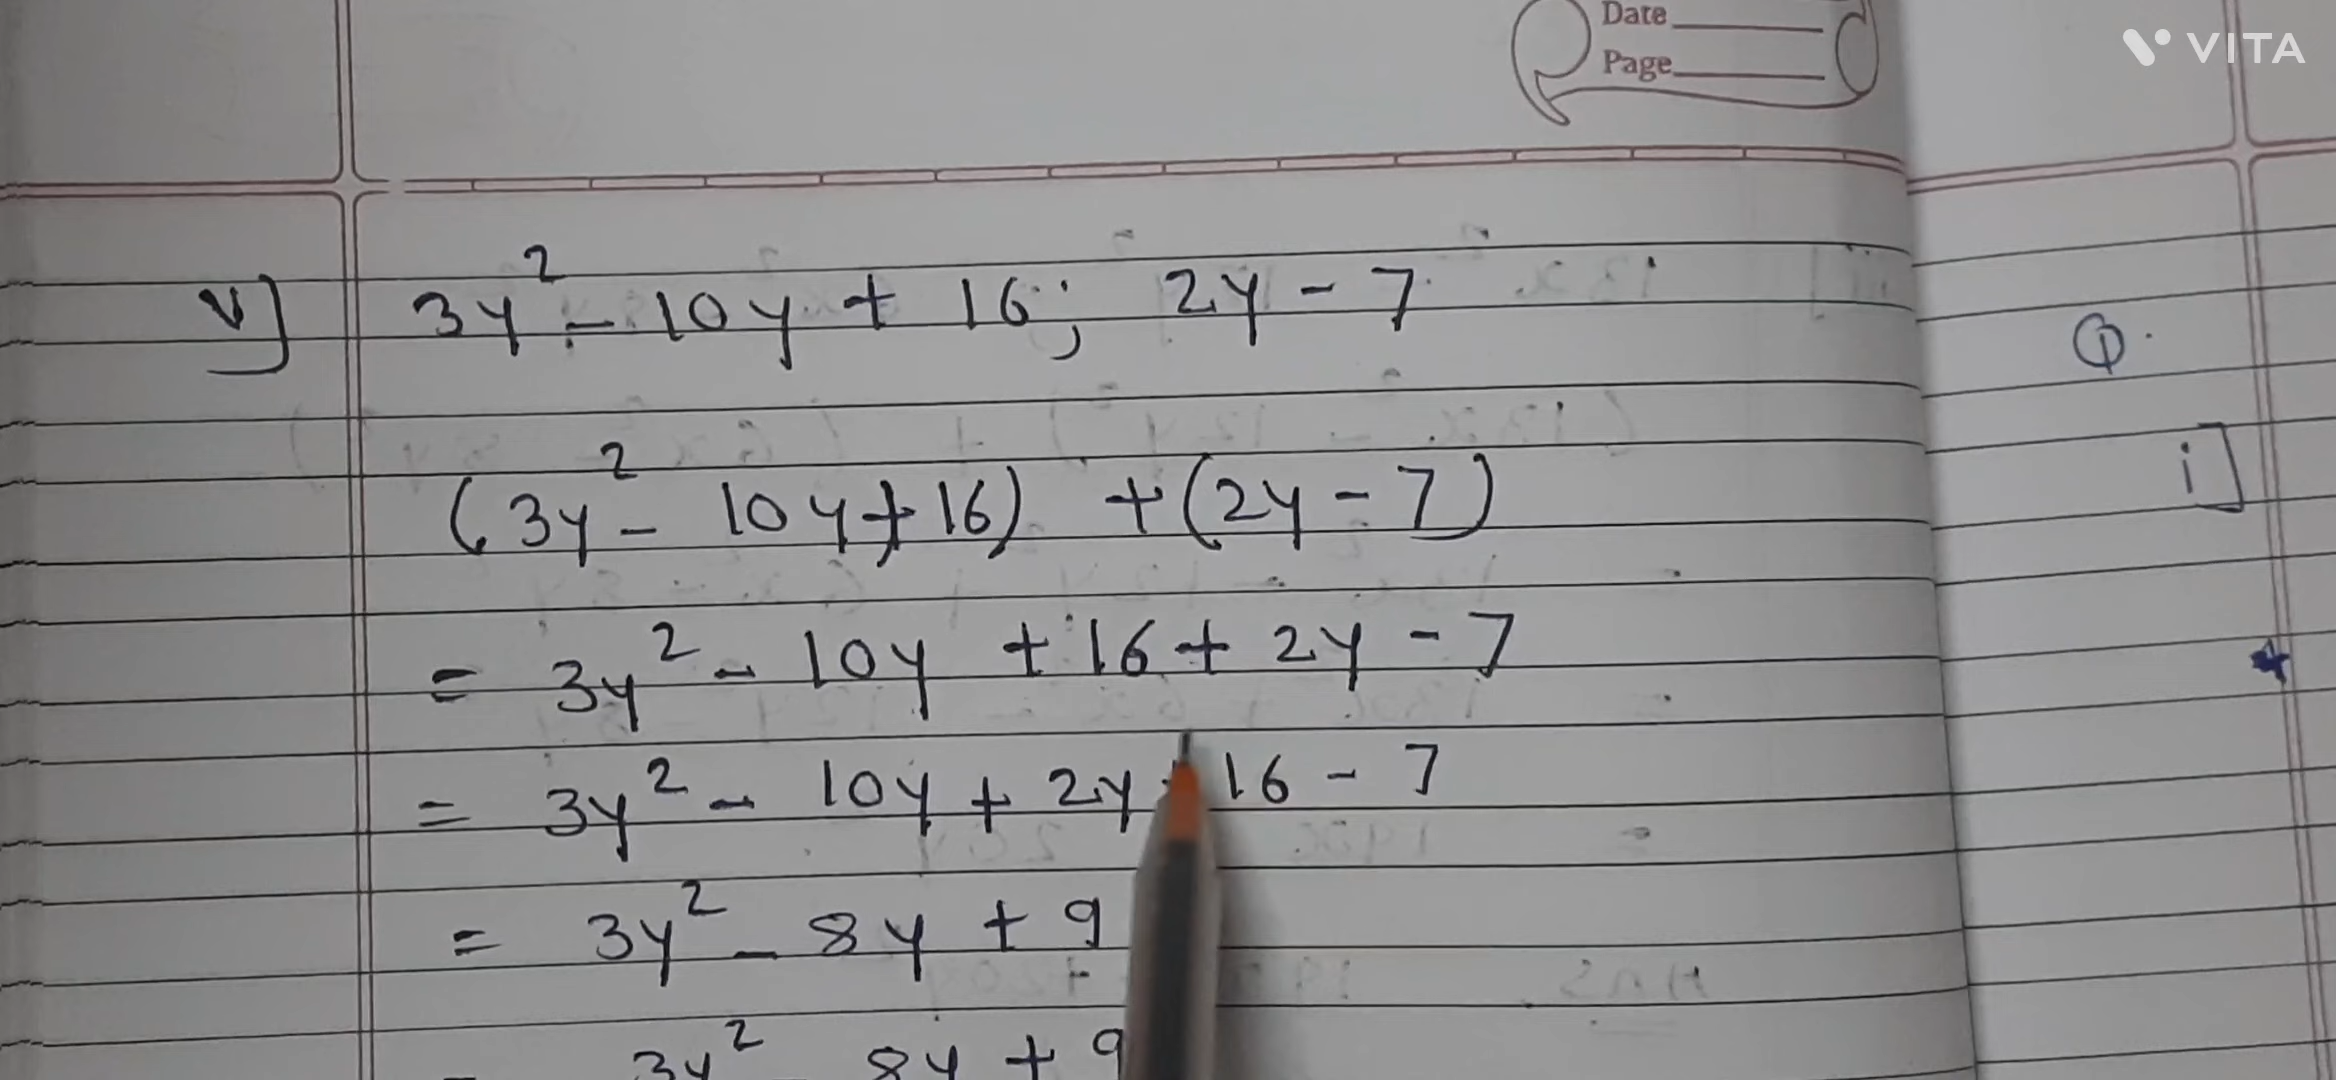 Date
Page
VITA
v] 3y² - 10y + 16; 2y - 7
(3y² - 10y + 16) + (2y - 7)
= 3y² - 10y + 16 + 2y - 7
= 3y² - 10y + 2y + 16 - 7
= 3y² - 8y + 9
= 3y² - 8y + 9
Q.
i]